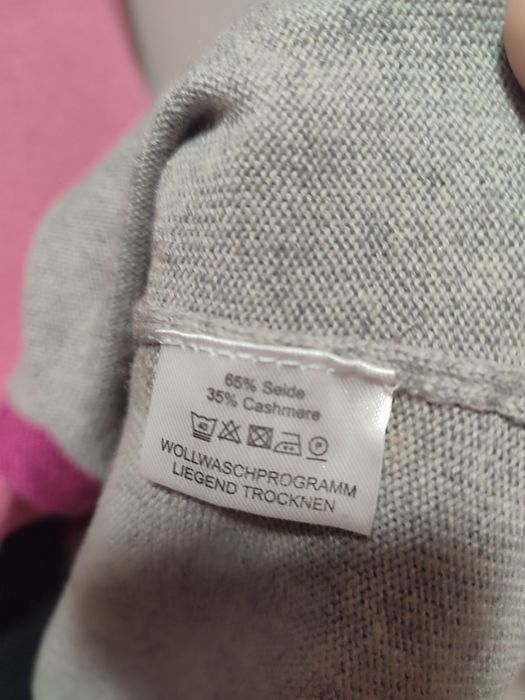 65% Seide
35% Cashmere
WOLLWASCHPROGRAMM
LIEGEND TROCKNEN